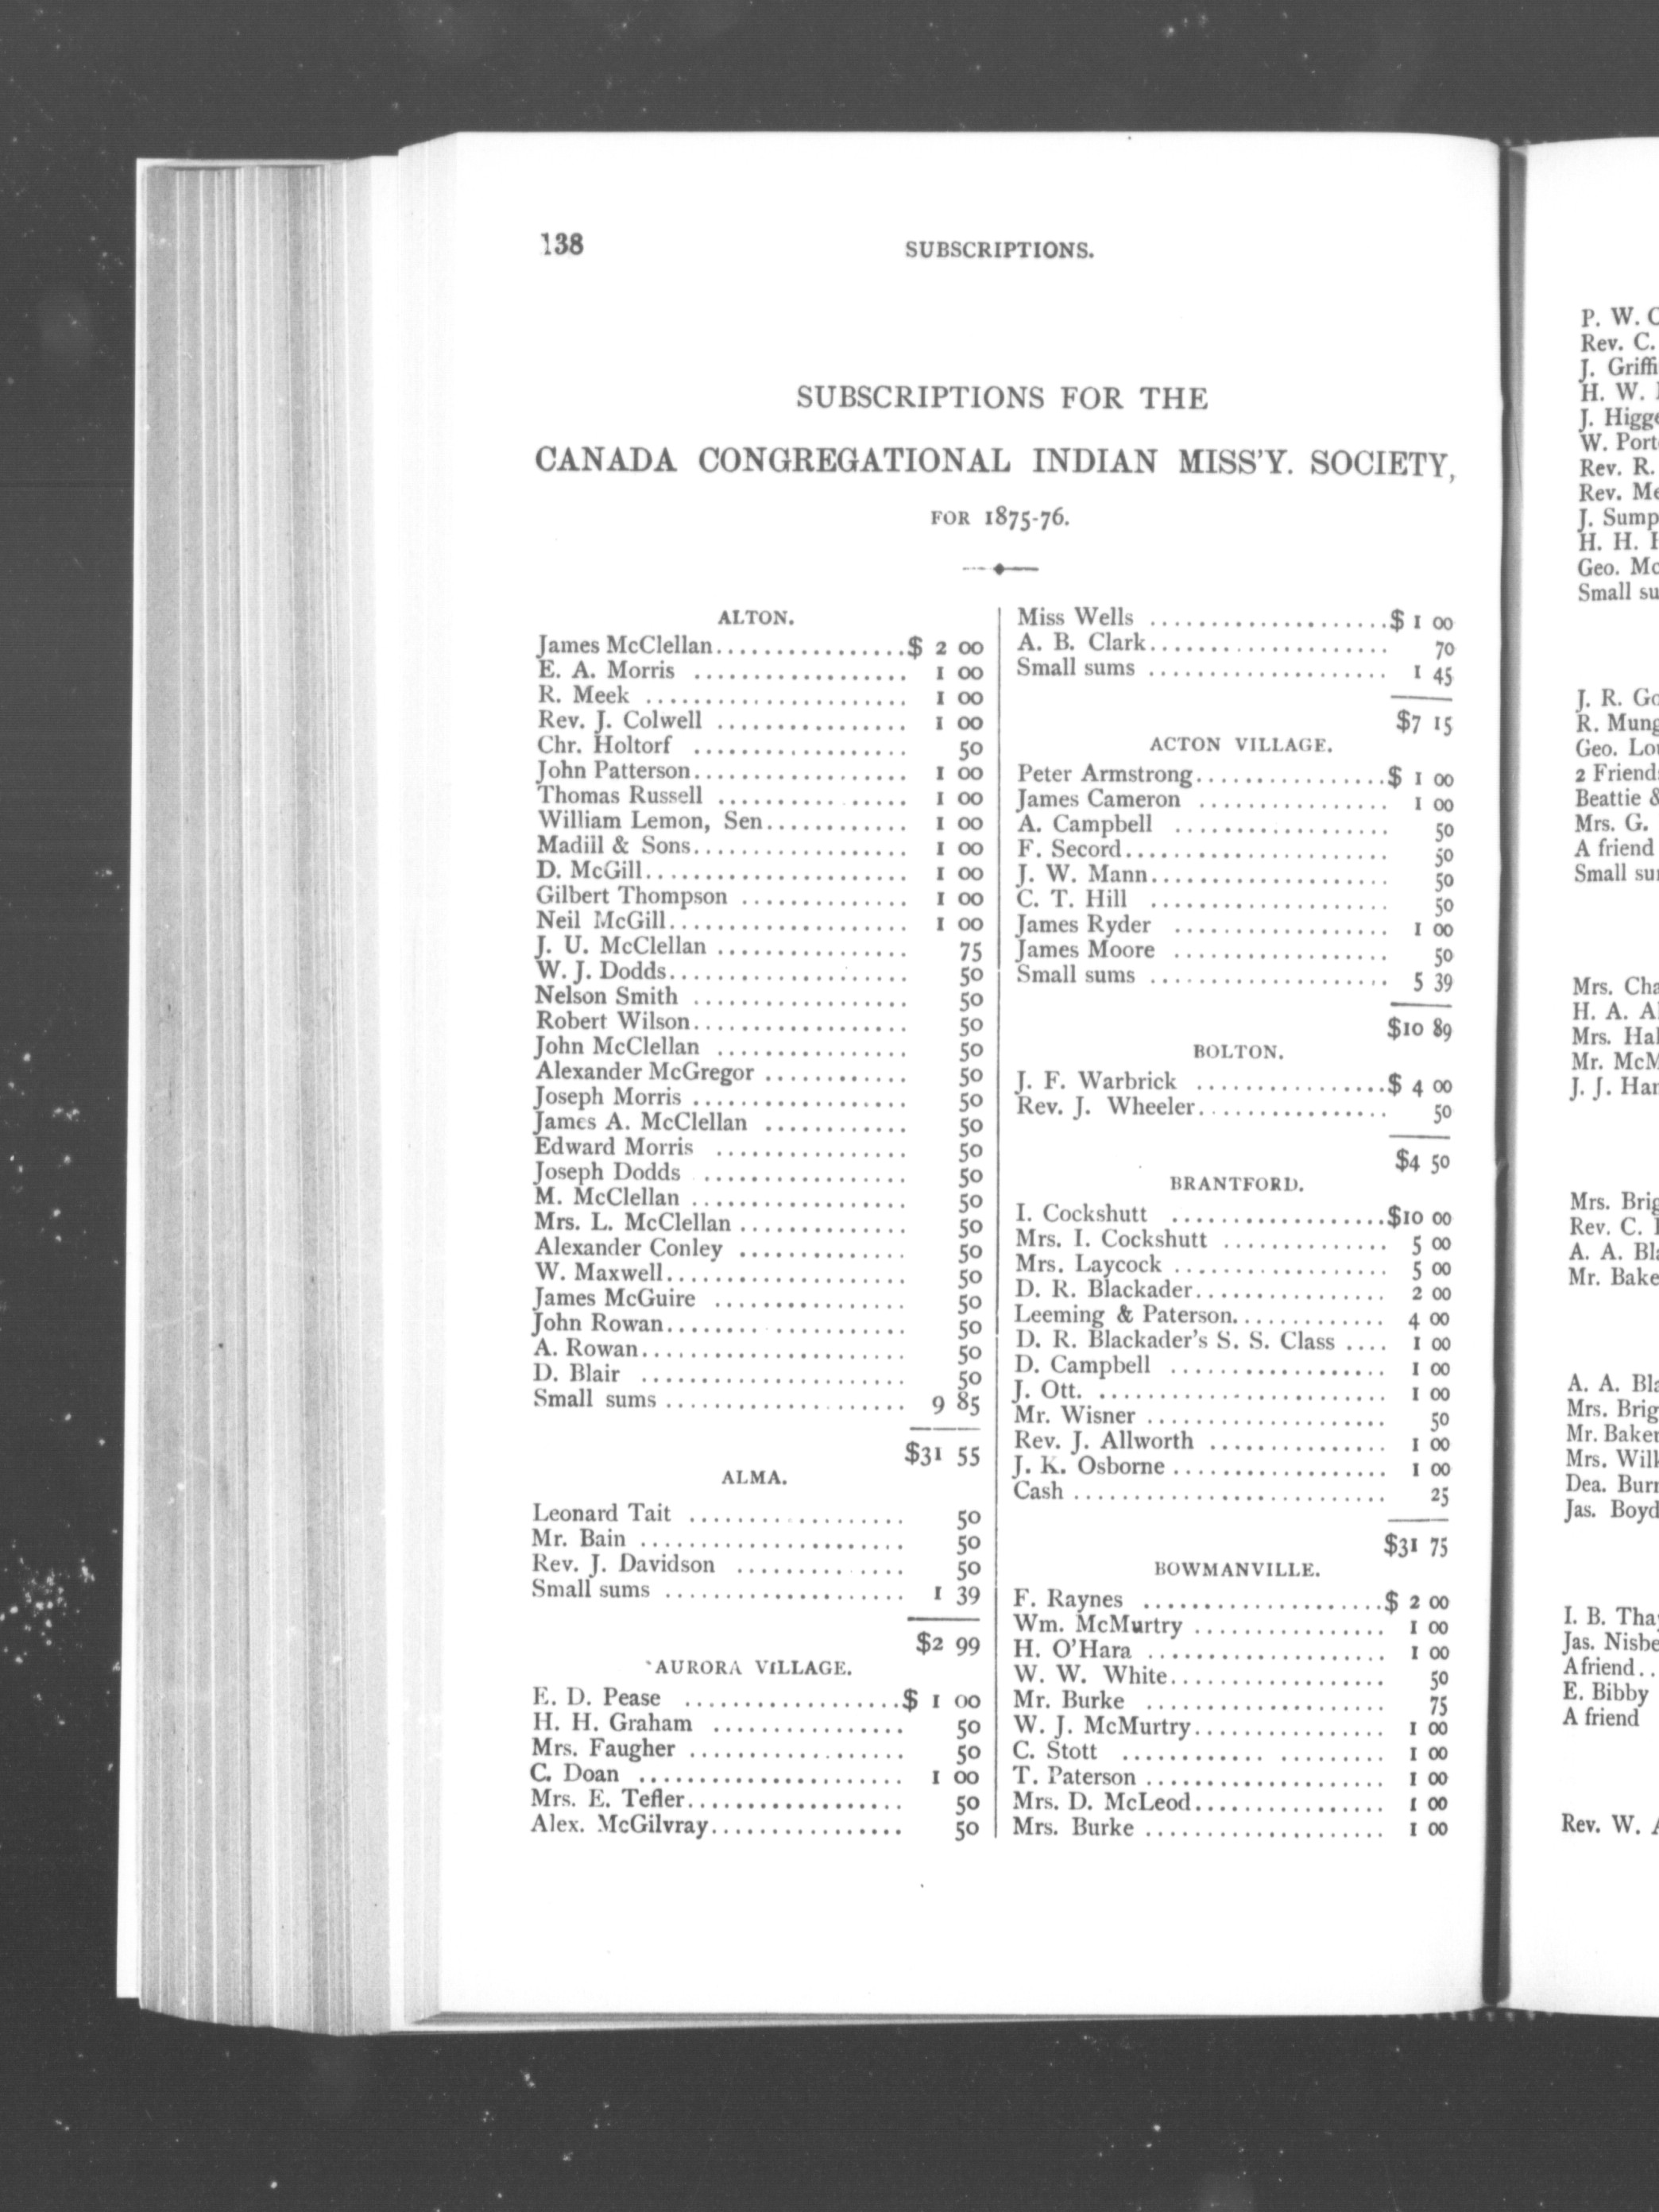 138
SUBSCRIPTIONS.
SUBSCRIPTIONS FOR THE
CANADA CONGREGATIONAL INDIAN MISS'Y. SOCIETY,
FOR 1875-76.
ALTON.
James McClellan................$ 2 00
E. A. Morris .................. 1 00
R. Meek ....................... 1 00
Rev. J. Colwell ................ 1 00
Chr. Holtorf .................. 50
John Patterson.................. 1 00
Thomas Russell ................ 1 00
William Lemon, Sen............ 1 00
Madill & Sons.................. 1 00
D. McGill....................... 1 00
Gilbert Thompson .............. 1 00
Neil McGill..................... 1 00
J. U. McClellan ................ 75
W. J. Dodds.................... 50
Nelson Smith .................. 50
Robert Wilson.................. 50
John McClellan ................ 50
Alexander McGregor ............ 50
Joseph Morris .................. 50
James A. McClellan ............ 50
Edward Morris ................ 50
Joseph Dodds .................. 50
M. McClellan .................. 50
Mrs. L. McClellan .............. 50
Alexander Conley .............. 50
W. Maxwell.................... 50
James McGuire ................ 50
John Rowan.................... 50
A. Rowan...................... 50
D. Blair ...................... 50
Small sums .................... 9 85
$31 55
ALMA.
Leonard Tait .................. 50
Mr. Bain ...................... 50
Rev. J. Davidson .............. 50
Small sums .................... 1 39
$2 99
AURORA VILLAGE.
E. D. Pease ..................$ 1 00
H. H. Graham ................ 50
Mrs. Faugher .................. 50
C. Doan ...................... 1 00
Mrs. E. Tefler.................. 50
Alex. McGilvray................ 50
Miss Wells ....................$ 1 00
A. B. Clark..................... 70
Small sums .................... 1 45
$7 15
ACTON VILLAGE.
Peter Armstrong................$ 1 00
James Cameron ................ 1 00
A. Campbell .................. 50
F. Secord...................... 50
J. W. Mann.................... 50
C. T. Hill .................... 50
James Ryder .................. 1 00
James Moore .................. 50
Small sums .................... 5 39
$10 89
BOLTON.
J. F. Warbrick ................$ 4 00
Rev. J. Wheeler................ 50
$4 50
BRANTFORD.
I. Cockshutt ..................$10 00
Mrs. I. Cockshutt .............. 5 00
Mrs. Laycock .................. 5 00
D. R. Blackader................ 2 00
Leeming & Paterson............. 4 00
D. R. Blackader's S. S. Class .... 1 00
D. Campbell .................. 1 00
J. Ott. ........................ 1 00
Mr. Wisner .................... 50
Rev. J. Allworth ............... 1 00
J. K. Osborne .................. 1 00
Cash .......................... 25
$31 75
BOWMANVILLE.
F. Raynes ....................$ 2 00
Wm. McMurtry ................ 1 00
H. O'Hara .................... 1 00
W. W. White.................. 50
Mr. Burke .................... 75
W. J. McMurtry................ 1 00
C. Stott ..................... 1 00
T. Paterson .................... 1 00
Mrs. D. McLeod................ 1 00
Mrs. Burke .................... 1 00
P. W.
Rev. C.
J.
H. W.
J.
W.
Rev. R.
Rev.
J.
H. H.
Geo.
Small
J. R.
R.
Geo.
2
Beattie &
Mrs. G.
A friend
Small
Mrs.
H. A.
Mrs.
Mr.
J. J.
Mrs.
Rev. C.
A. A.
Mr.
A. A.
Mrs.
Mr. Baker
Mrs.
Dea.
Jas. Boyd
I. B.
Jas.
A friend..
E. Bibby
A friend
Rev. W.